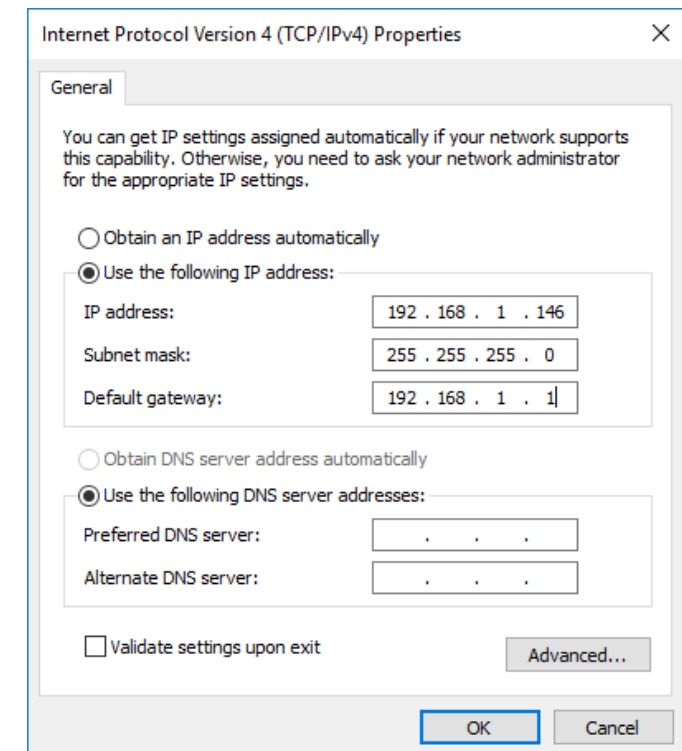 Internet Protocol Version 4 (TCP/IPv4) Properties
General
You can get IP settings assigned automatically if your network supports
this capability. Otherwise, you need to ask your network administrator
for the appropriate IP settings.
Obtain an IP address automatically
Use the following IP address:
IP address: 192 . 168 . 1 . 146
Subnet mask: 255 . 255 . 255 . 0
Default gateway: 192 . 168 . 1 . 1
Obtain DNS server address automatically
Use the following DNS server addresses:
Preferred DNS server: . . .
Alternate DNS server: . . .
Validate settings upon exit
Advanced...
OK Cancel